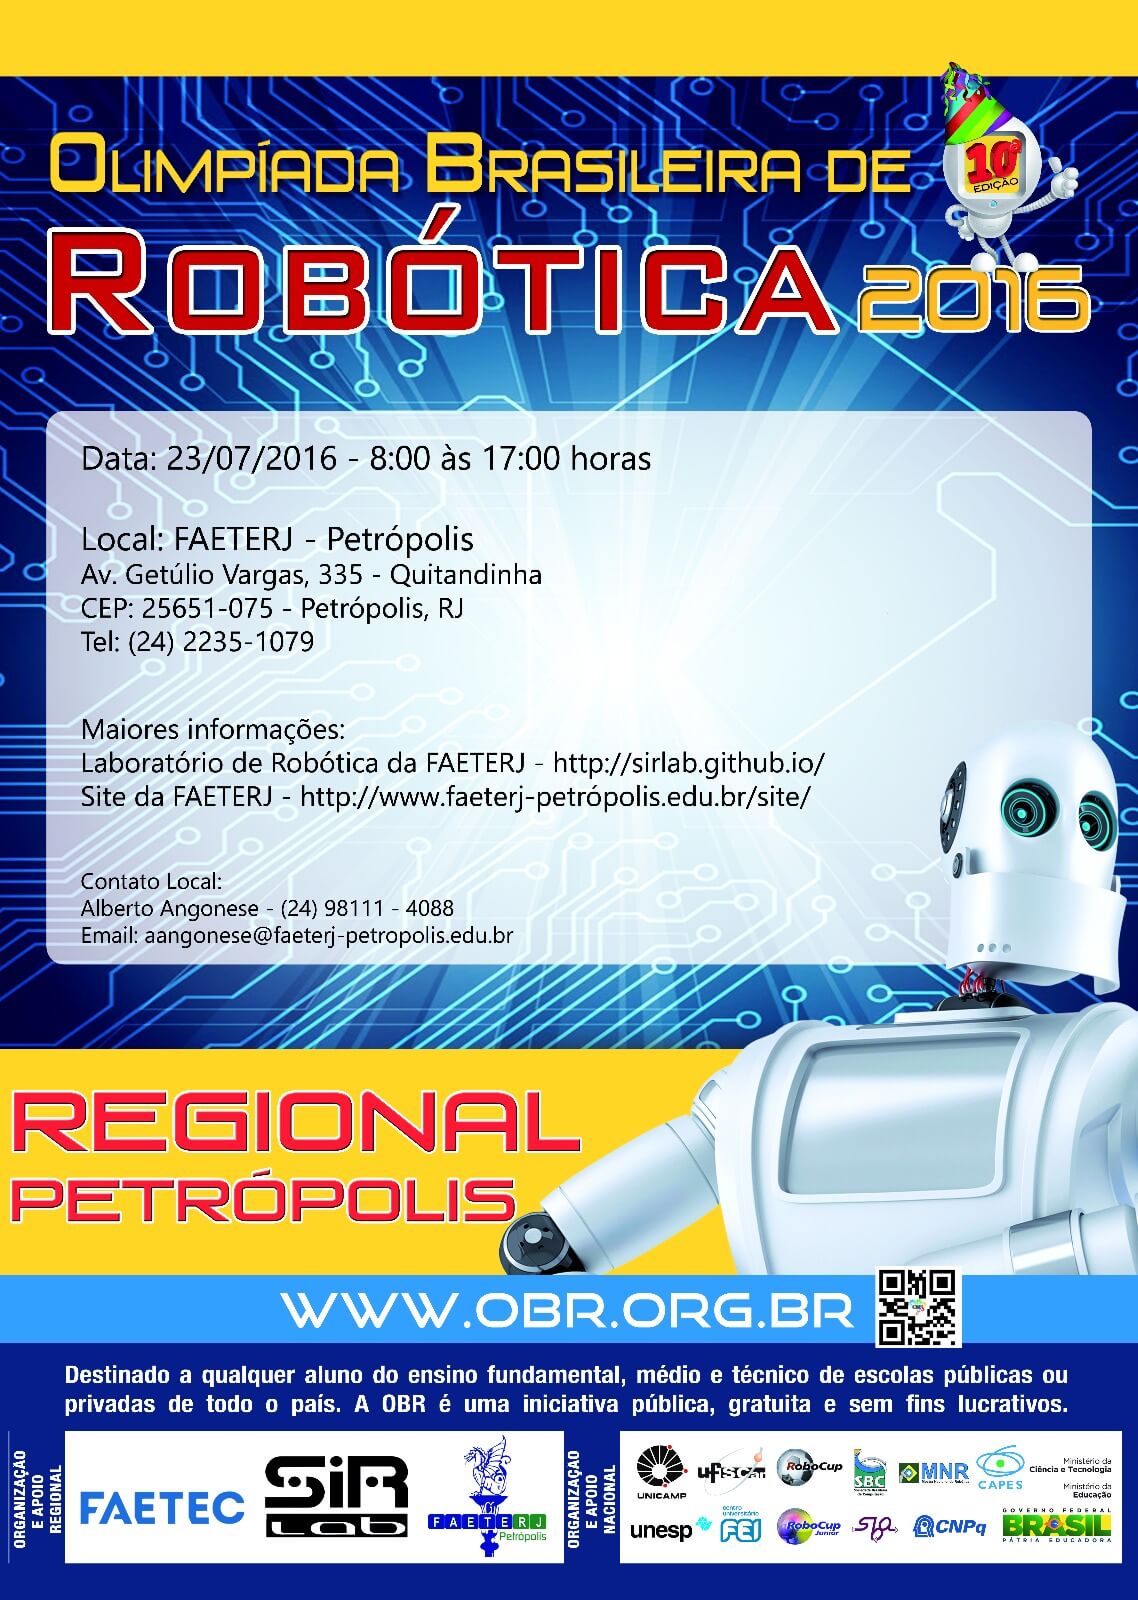 OLIMPÍADA BRASILEIRA DE
10ª
EDIÇÃO
ROBÓTICA 2016
Data: 23/07/2016 - 8:00 às 17:00 horas
Local: FAETERJ - Petrópolis
Av. Getúlio Vargas, 335 - Quitandinha
CEP: 25651-075 - Petrópolis, RJ
Tel: (24) 2235-1079
Maiores informações:
Laboratório de Robótica da FAETERJ - http://sirlab.github.io/
Site da FAETERJ - http://www.faeterj-petrópolis.edu.br/site/
Contato Local:
Alberto Angonese - (24) 98111 - 4088
Email: aangonese@faeterj-petropolis.edu.br
REGIONAL
PETRÓPOLIS
WWW.OBR.ORG.BR
Destinado a qualquer aluno do ensino fundamental, médio e técnico de escolas públicas ou
privadas de todo o país. A OBR é uma iniciativa pública, gratuita e sem fins lucrativos.
ORGANIZAÇÃO
E APOIO
REGIONAL
FAETEC
SiR
Lab
FAETERJ
Petrópolis
ORGANIZAÇÃO
E APOIO
NACIONAL
UNICAMP
ufscar
RoboCup
SBC
MNR
CAPES
Ministério da
Ciência e Tecnologia
Ministério da
Educação
unesp
centro
universitário
FEI
RoboCup
Junior
CNPq
GOVERNO FEDERAL
BRASIL
PÁTRIA EDUCADORA